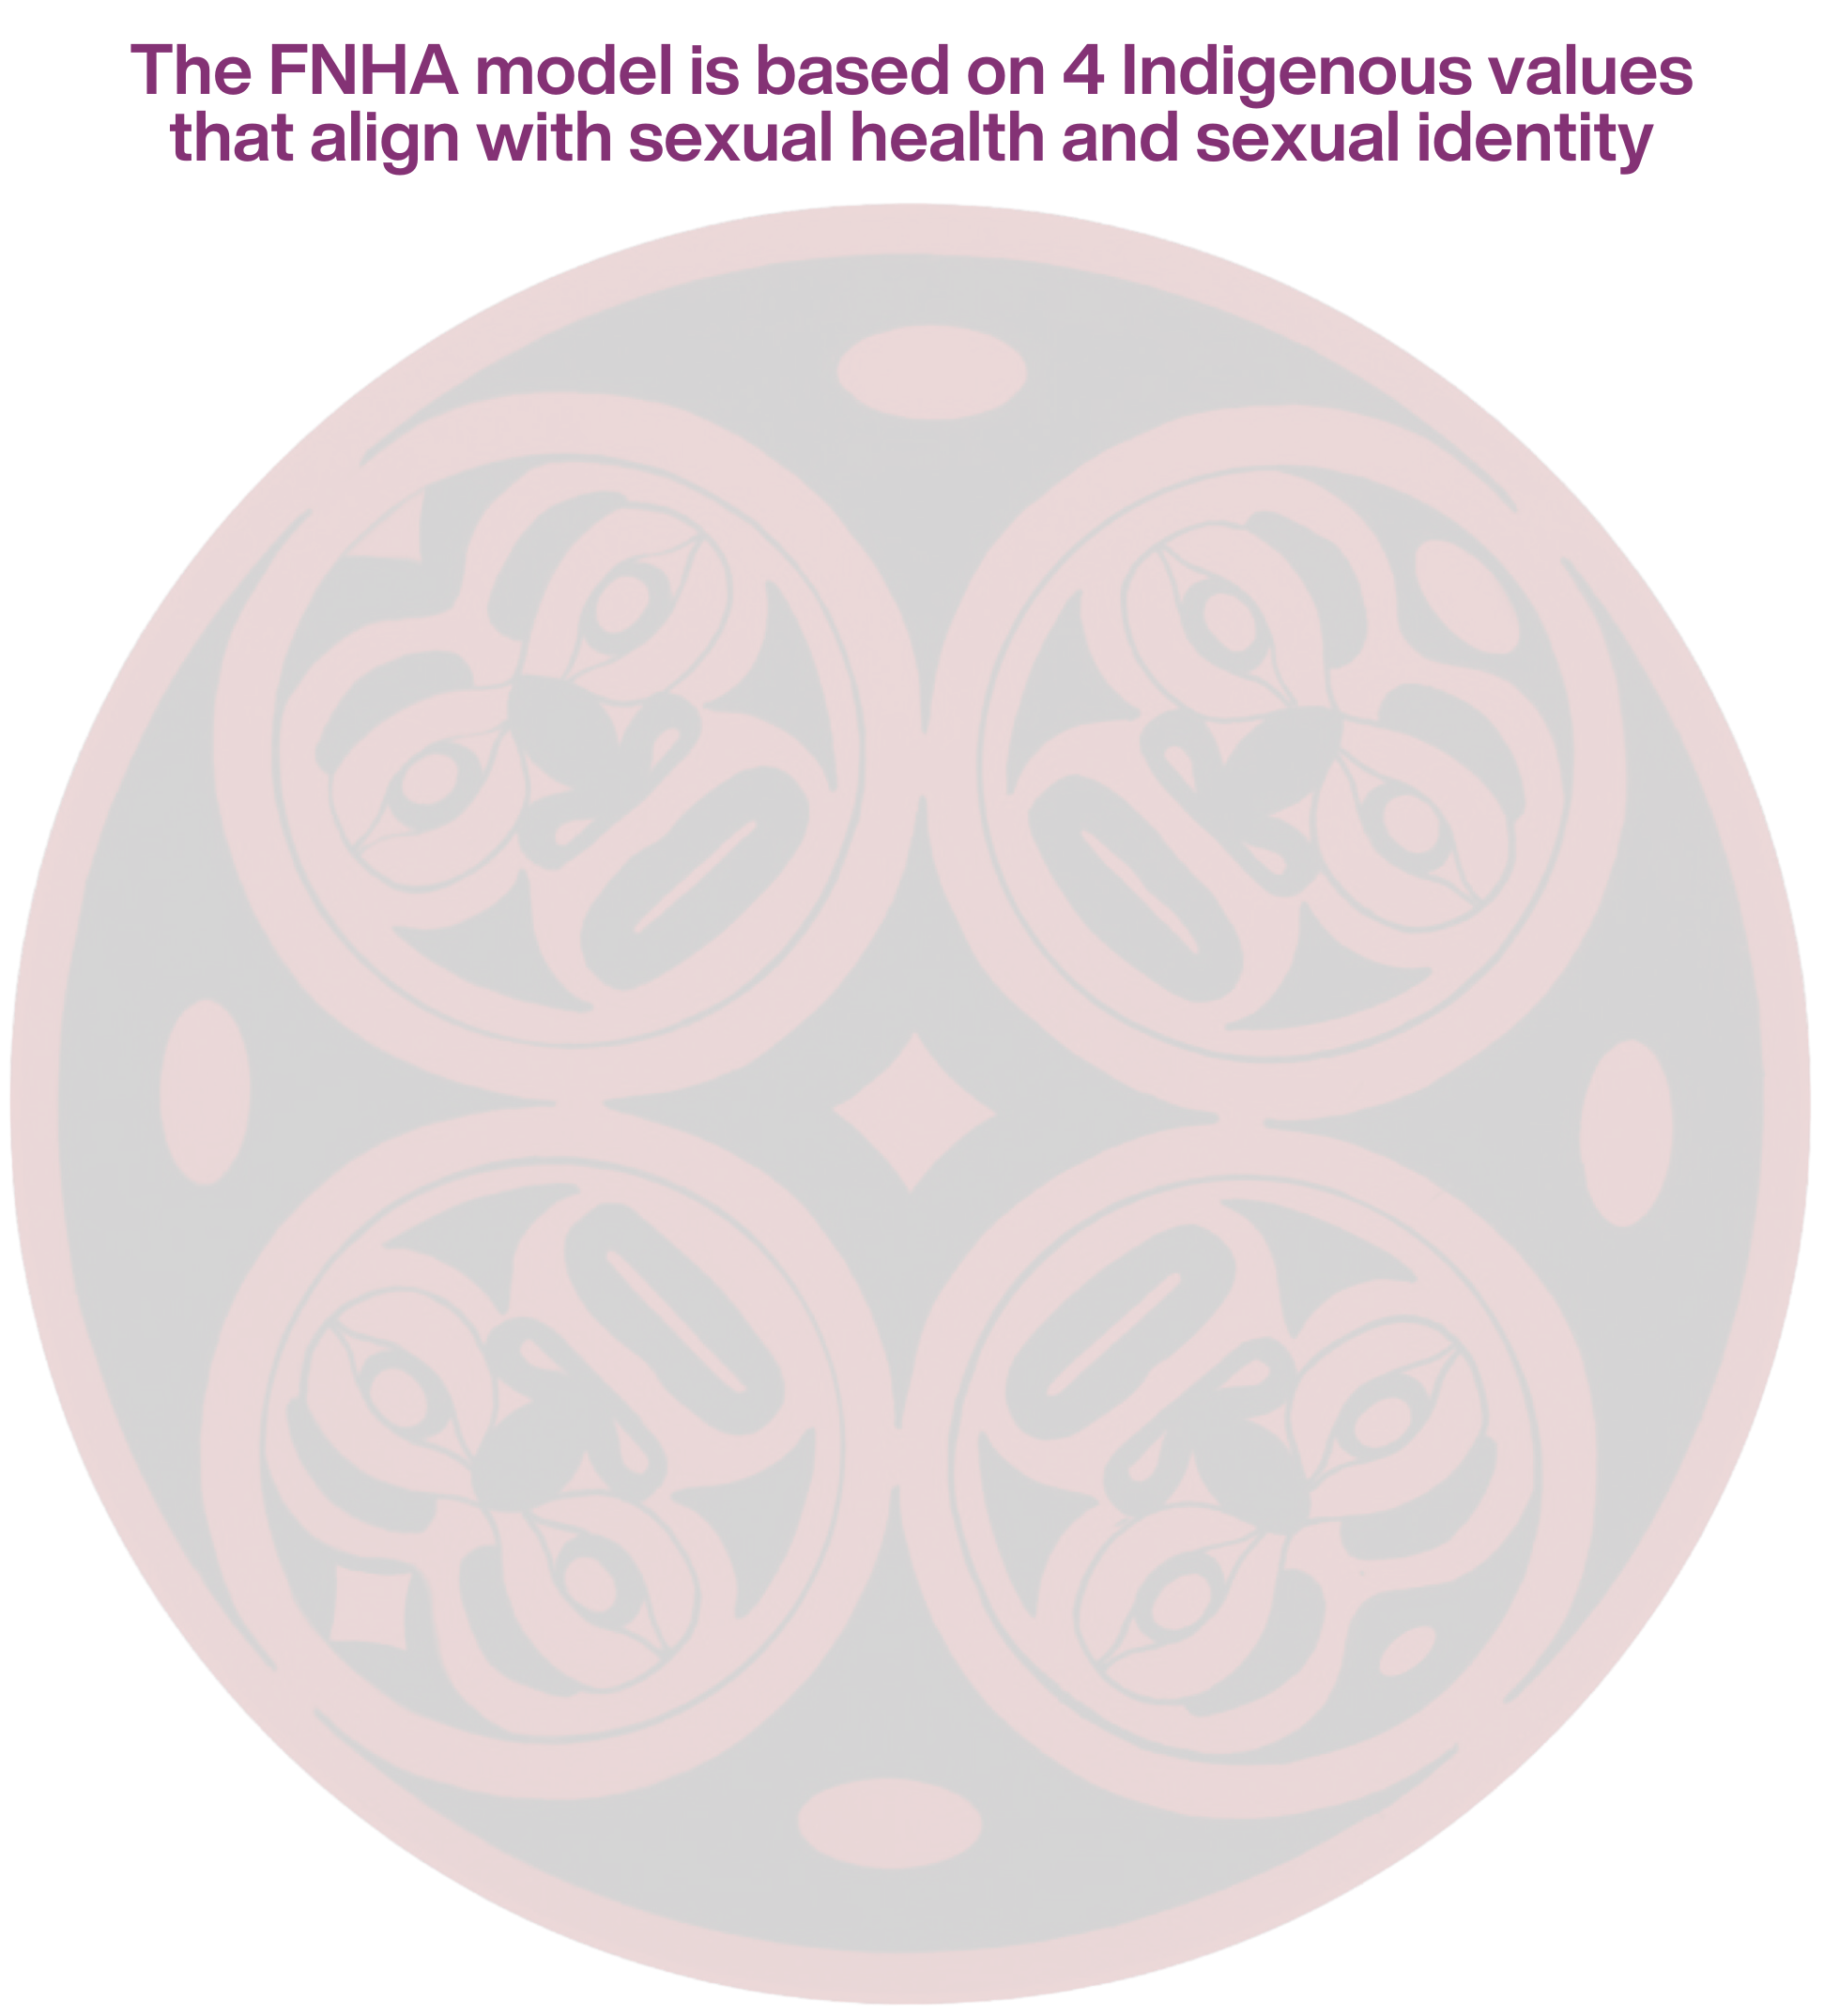 The FNHA model is based on 4 Indigenous values
that align with sexual health and sexual identity